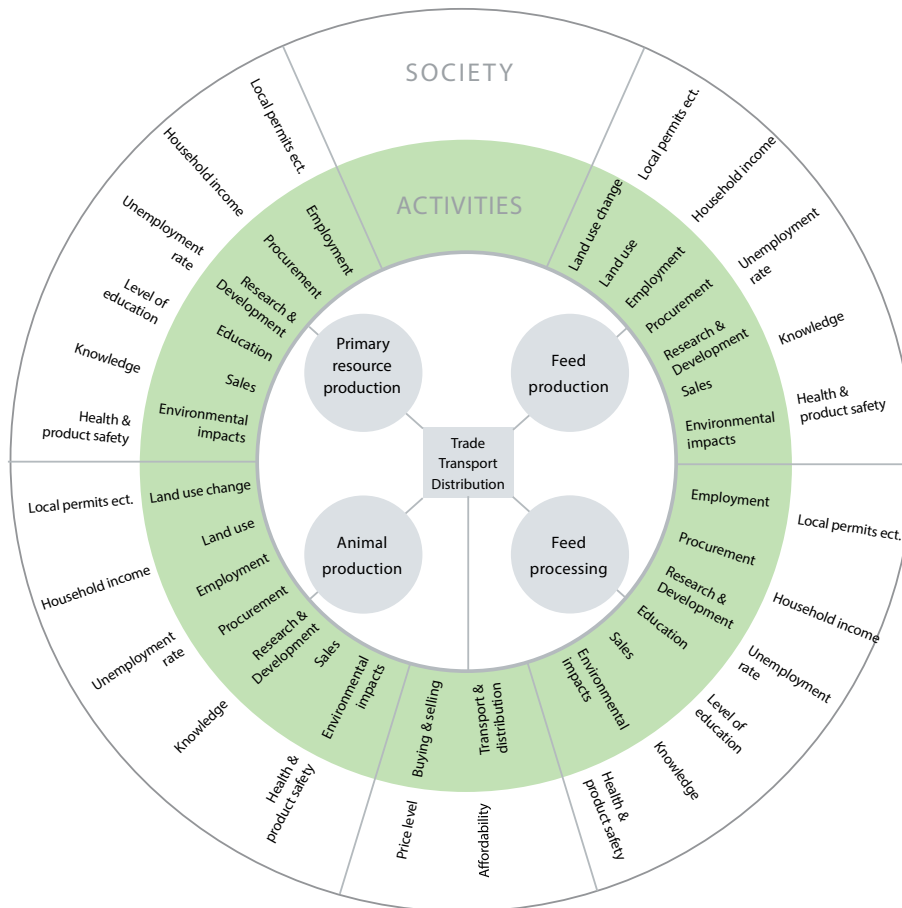 SOCIETY
ACTIVITIES
Local permits ect.
Household income
Unemployment
rate
Level of
education
Knowledge
Health &
product safety
Employment
Procurement
Research &
Development
Education
Sales
Environmental
impacts
Local permits ect.
Household income
Unemployment
rate
Knowledge
Health &
product safety
Land use change
Land use
Employment
Procurement
Research &
Development
Sales
Environmental
impacts
Primary
resource
production
Feed
production
Trade
Transport
Distribution
Animal
production
Feed
processing
Land use change
Land use
Employment
Procurement
Research &
Development
Sales
Environmental
impacts
Local permits ect.
Household income
Unemployment
rate
Knowledge
Health &
product safety
Buying & selling
Transport &
distribution
Price level
Affordability
Employment
Procurement
Research &
Development
Education
Sales
Environmental
impacts
Local permits ect.
Household income
Unemployment
rate
Level of
education
Knowledge
Health &
product safety